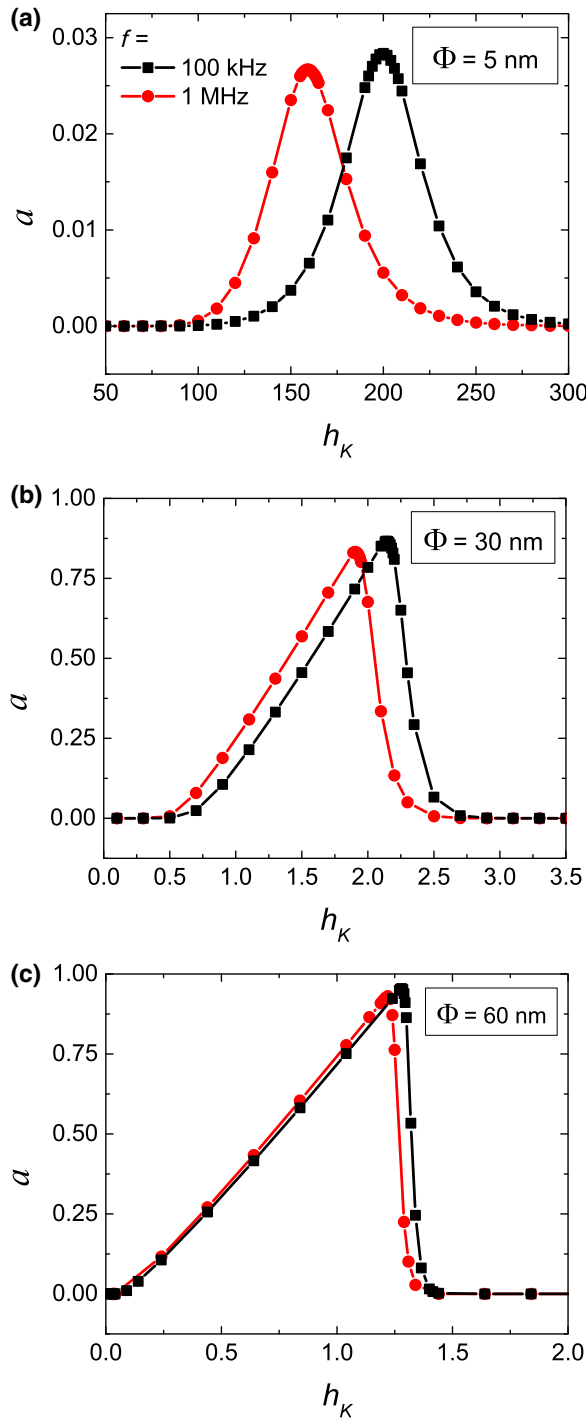 (a)
f =
100 kHz
1 MHz
Φ = 5 nm
0.03
0.02
0.01
0.00
a
50 100 150 200 250 300
h_K
(b)
Φ = 30 nm
1.00
0.75
0.50
0.25
0.00
a
0.0 0.5 1.0 1.5 2.0 2.5 3.0 3.5
h_K
(c)
Φ = 60 nm
1.00
0.75
0.50
0.25
0.00
a
0.0 0.5 1.0 1.5 2.0
h_K